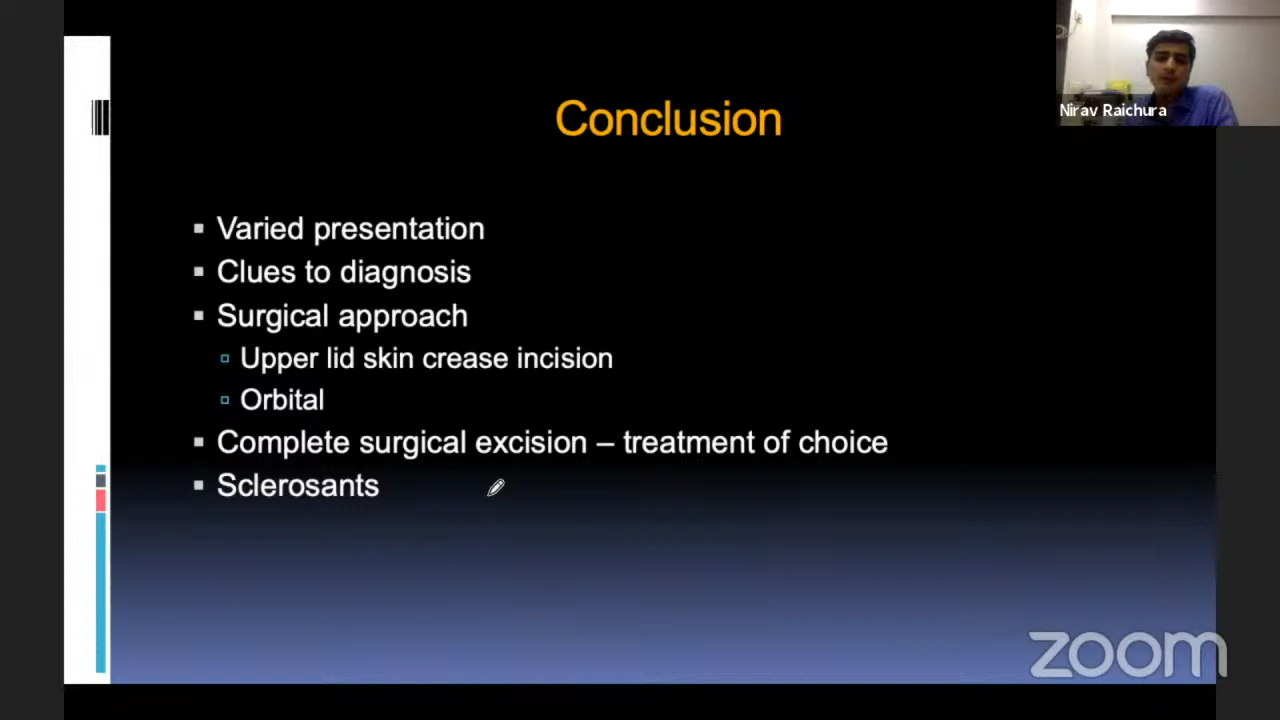 Nirav Raichura
Conclusion
Varied presentation
Clues to diagnosis
Surgical approach
Upper lid skin crease incision
Orbital
Complete surgical excision – treatment of choice
Sclerosants
zoom